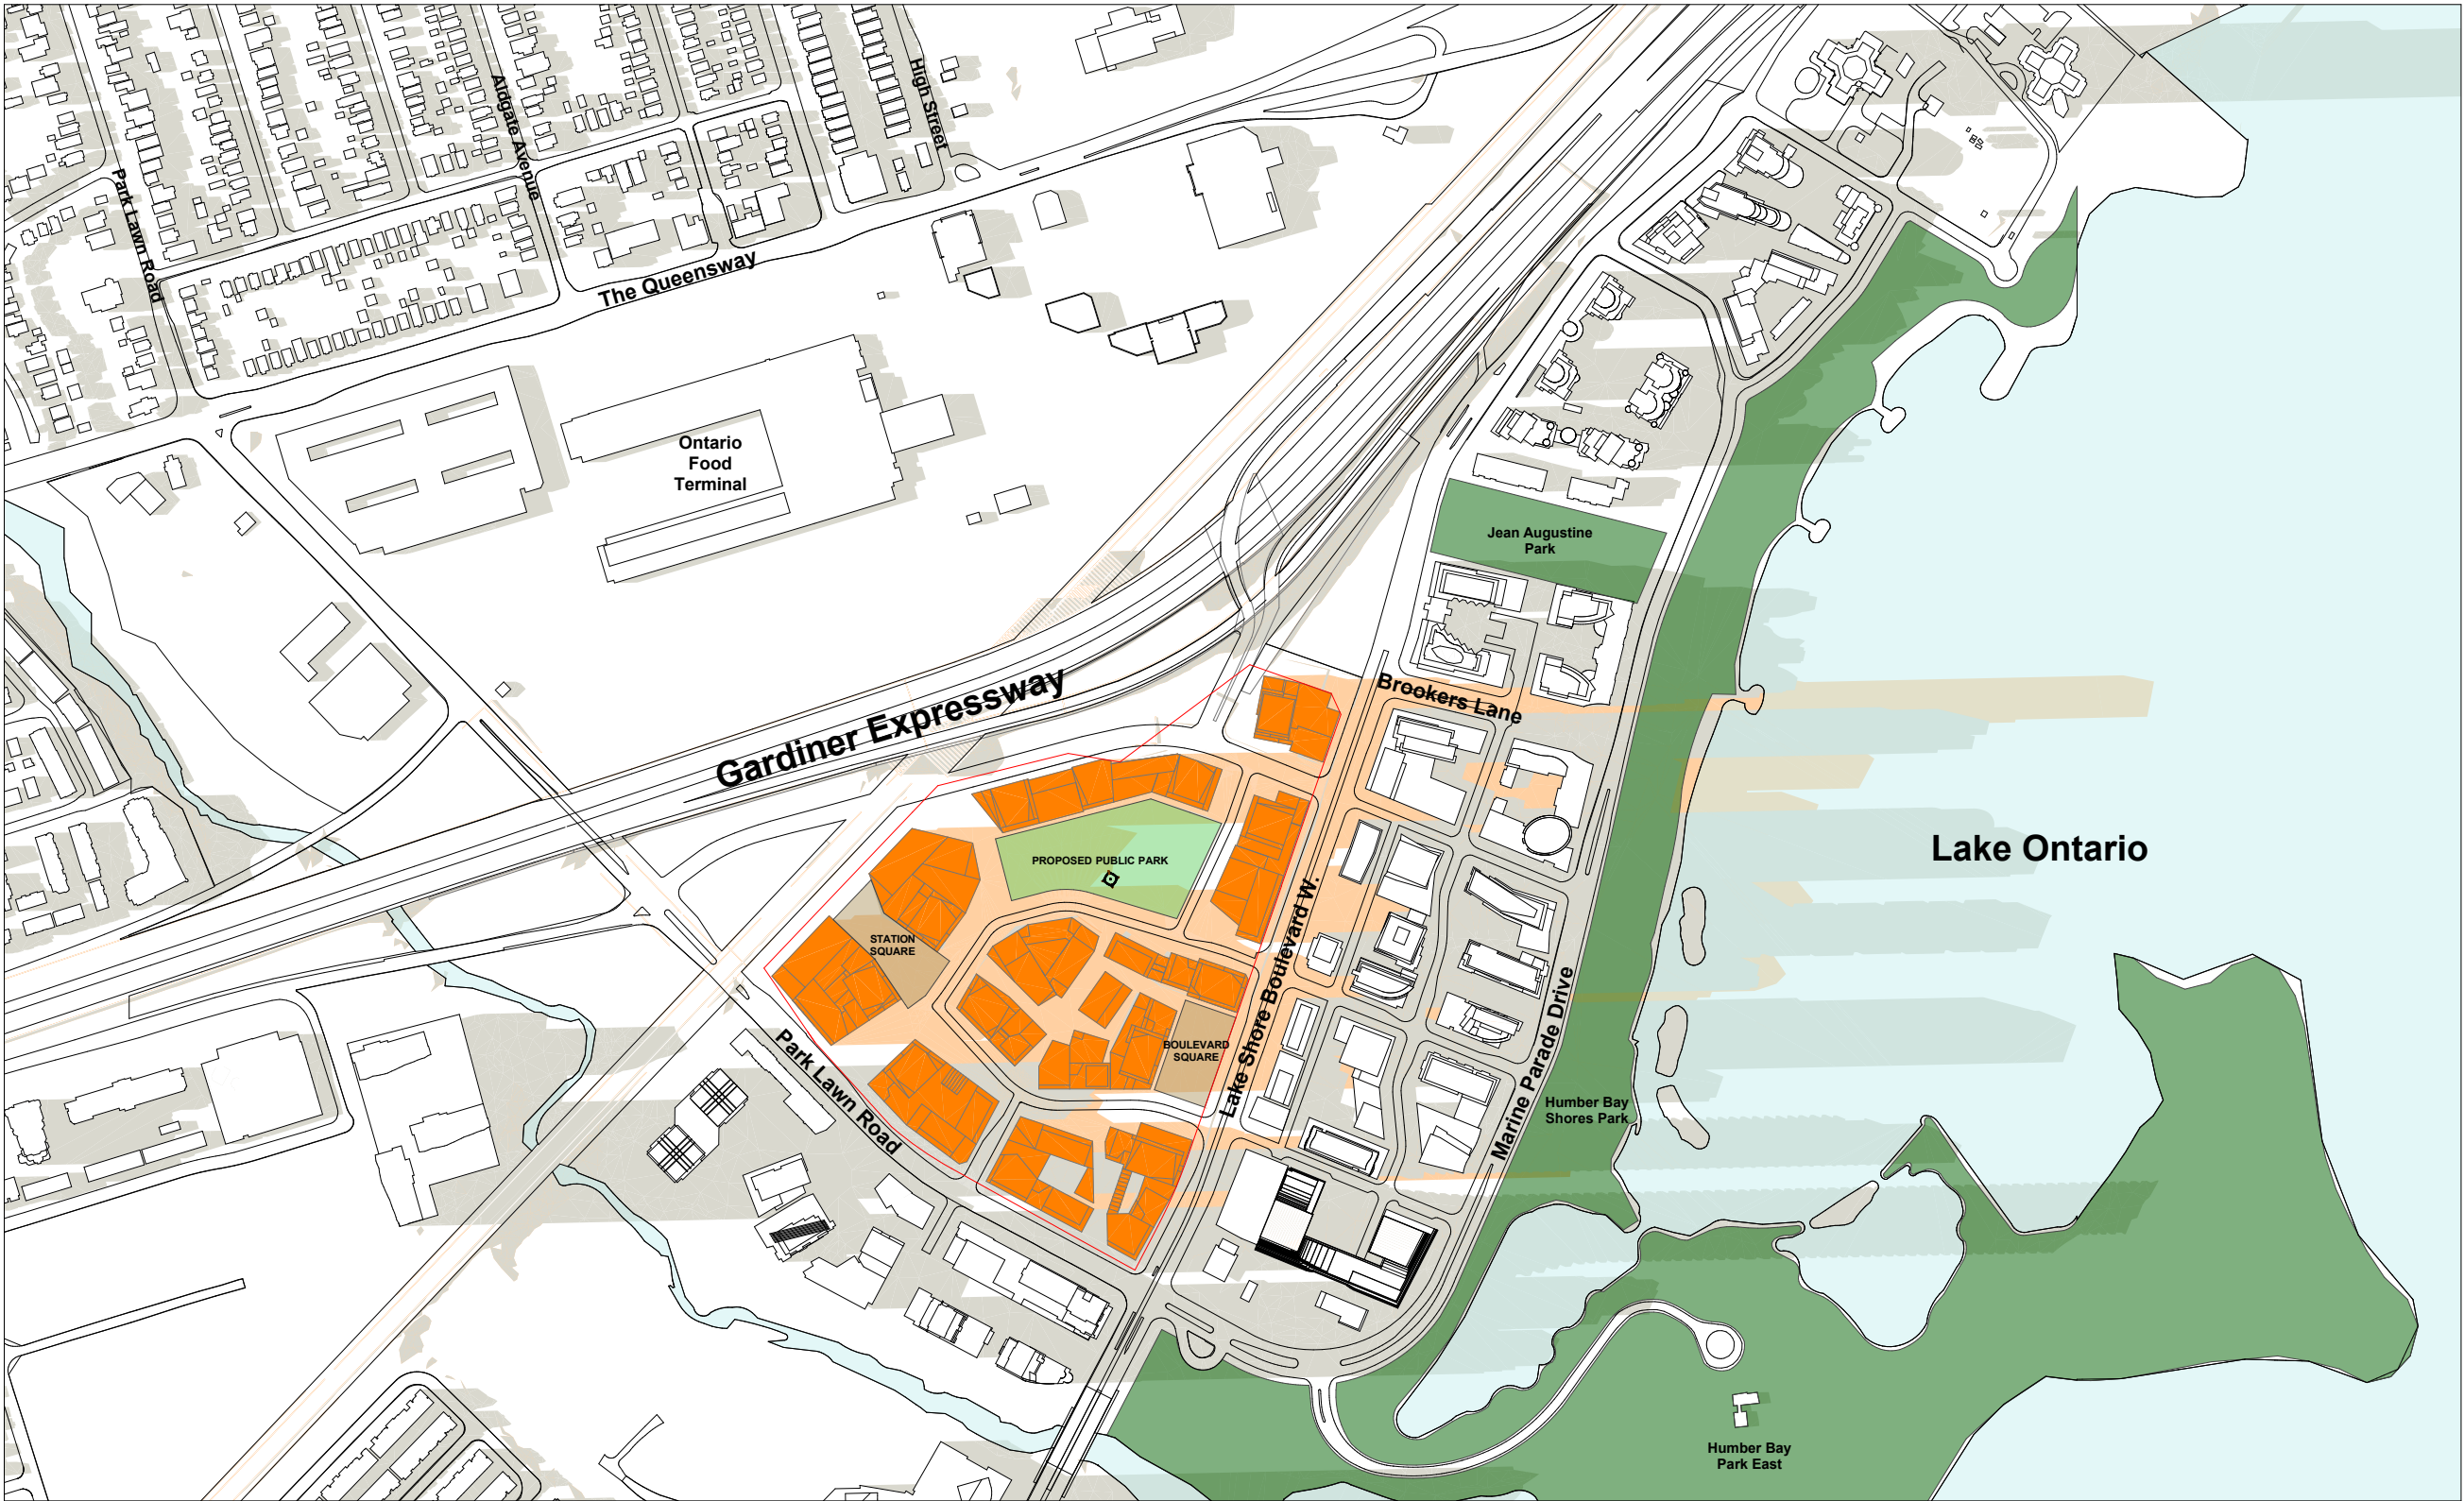 High Street
Aldgate Avenue
Park Lawn Road
The Queensway
Ontario
Food
Terminal
Jean Augustine
Park
Gardiner Expressway
Brookers Lane
PROPOSED PUBLIC PARK
Lake Ontario
STATION
SQUARE
Lake Shore Boulevard W.
BOULEVARD
SQUARE
Park Lawn Road
Marine Parade Drive
Humber Bay
Shores Park
Humber Bay
Park East